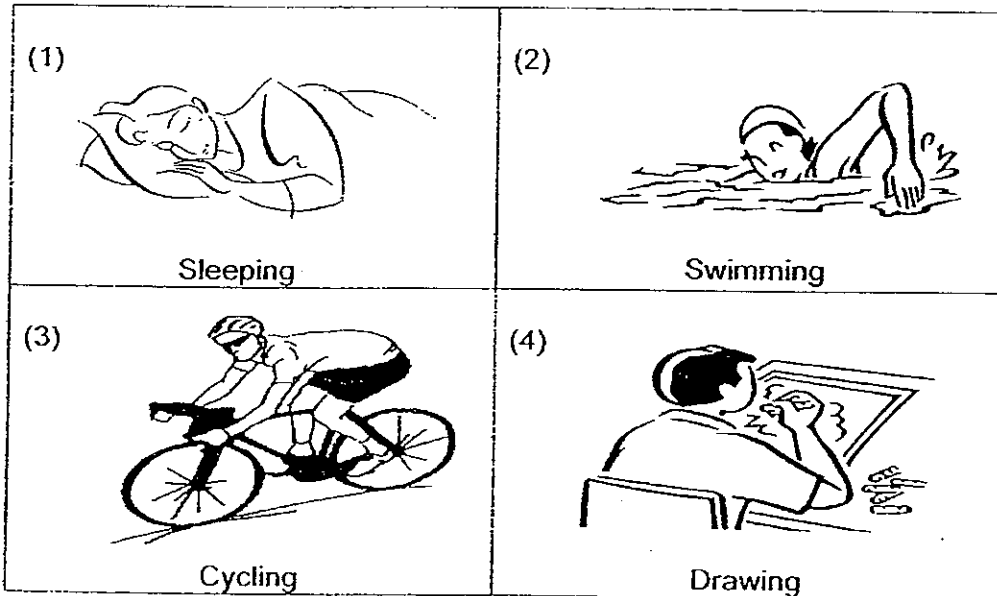 (1)
Sleeping
(2)
Swimming
(3)
Cycling
(4)
Drawing